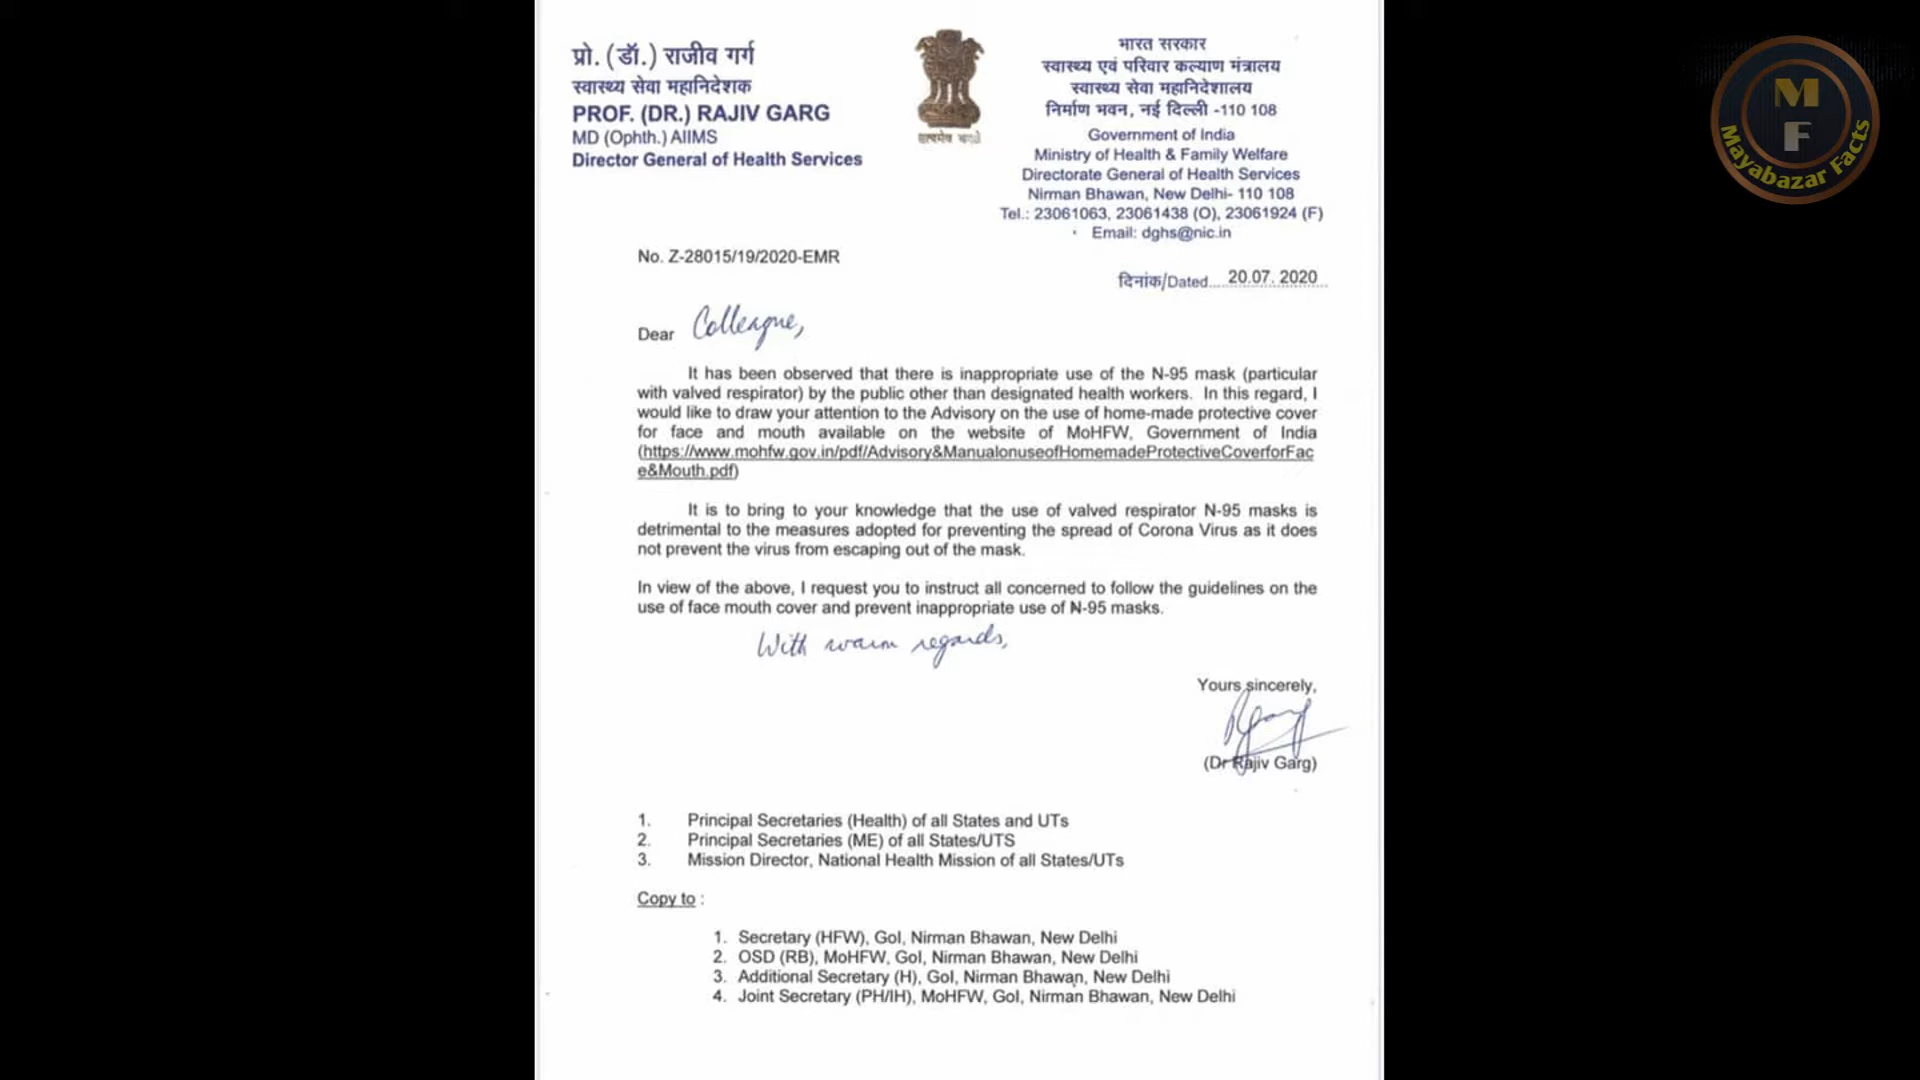 प्रो. (डॉ.) राजीव गर्ग
स्वास्थ्य सेवा महानिदेशक
PROF. (DR.) RAJIV GARG
MD (Ophth.) AIIMS
Director General of Health Services
सत्यमेव जयते
भारत सरकार
स्वास्थ्य एवं परिवार कल्याण मंत्रालय
स्वास्थ्य सेवा महानिदेशालय
निर्माण भवन, नई दिल्ली -110 108
Government of India
Ministry of Health & Family Welfare
Directorate General of Health Services
Nirman Bhawan, New Delhi- 110 108
Tel.: 23061063, 23061438 (O), 23061924 (F)
Email: dghs@nic.in
M
F
Mayabazar Facts
No. Z-28015/19/2020-EMR
दिनांक/Dated....20.07. 2020
Dear Colleague,
It has been observed that there is inappropriate use of the N-95 mask (particular
with valved respirator) by the public other than designated health workers. In this regard, I
would like to draw your attention to the Advisory on the use of home-made protective cover
for face and mouth available on the website of MoHFW, Government of India
(https://www.mohfw.gov.in/pdf/Advisory&ManualonuseofHomemadeProtectiveCoverforFac
e&Mouth.pdf)
It is to bring to your knowledge that the use of valved respirator N-95 masks is
detrimental to the measures adopted for preventing the spread of Corona Virus as it does
not prevent the virus from escaping out of the mask.
In view of the above, I request you to instruct all concerned to follow the guidelines on the
use of face mouth cover and prevent inappropriate use of N-95 masks.
With warm regards,
Yours sincerely,
RGarg
(Dr Rajiv Garg)
1. Principal Secretaries (Health) of all States and UTs
2. Principal Secretaries (ME) of all States/UTS
3. Mission Director, National Health Mission of all States/UTs
Copy to :
1. Secretary (HFW), GoI, Nirman Bhawan, New Delhi
2. OSD (RB), MoHFW, GoI, Nirman Bhawan, New Delhi
3. Additional Secretary (H), GoI, Nirman Bhawan, New Delhi
4. Joint Secretary (PH/IH), MoHFW, GoI, Nirman Bhawan, New Delhi